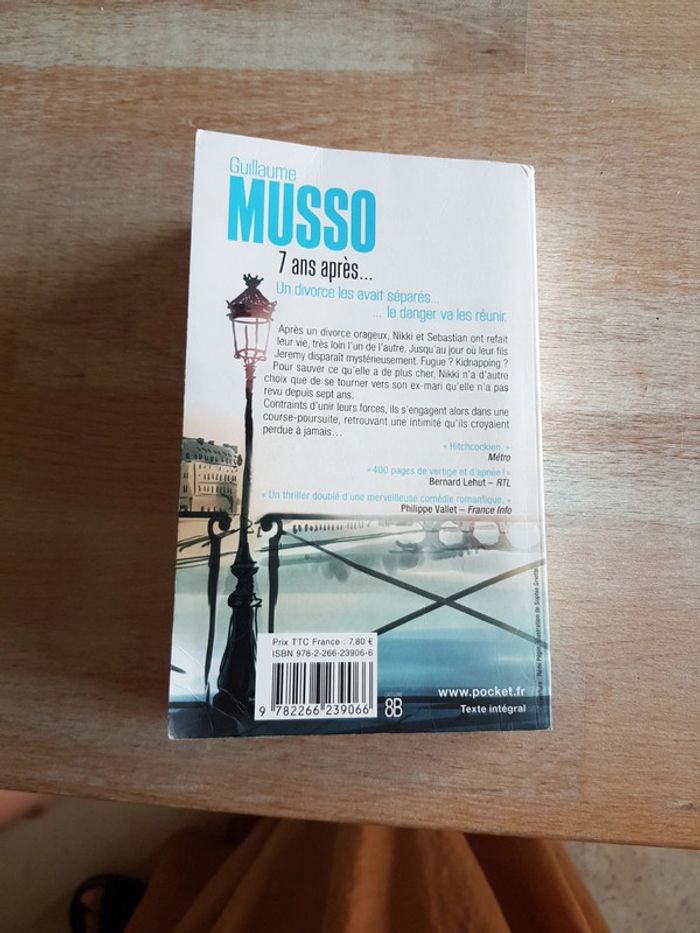 Guillaume
MUSSO
7 ans après...
Un divorce les avait séparés...
... le danger va les réunir.
Après un divorce orageux, Nikki et Sebastian ont refait
leur vie, très loin l'un de l'autre. Jusqu'au jour où leur fils
Jeremy disparaît mystérieusement. Fugue ? Kidnapping ?
Pour sauver ce qu'elle a de plus cher, Nikki n'a d'autre
choix que de se tourner vers son ex-mari qu'elle n'a pas
revu depuis sept ans.
Contraints d'unir leurs forces, ils s'engagent alors dans une
course-poursuite, retrouvant une intimité qu'ils croyaient
perdue à jamais...
« Hitchcockien. »
Métro
« 400 pages de vertige et d'apnée ! »
Bernard Lehut – RTL
« Un thriller doublé d'une merveilleuse comédie romantique. »
Philippe Vallet – France Info
Prix TTC France : 7,80 €
ISBN 978-2-266-23906-6
9 782266 239066
CATÉGORIE
8B
www.pocket.fr
Texte intégral
illustration de Sophie